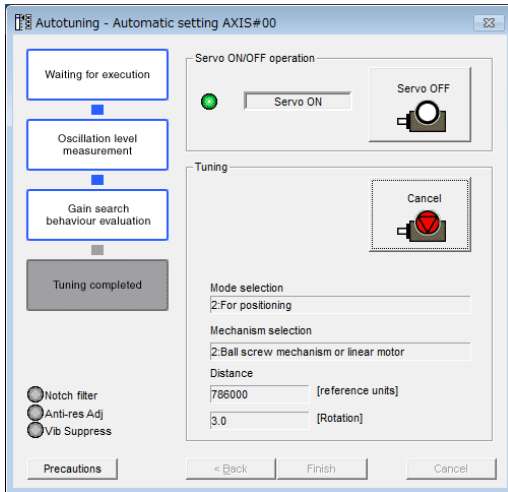 Autotuning - Automatic setting AXIS#00
Waiting for execution
Oscillation level
measurement
Gain search
behaviour evaluation
Tuning completed
Notch filter
Anti-res Adj
Vib Suppress
Precautions
Servo ON/OFF operation
Servo ON
Servo OFF
Tuning
Cancel
Mode selection
2:For positioning
Mechanism selection
2:Ball screw mechanism or linear motor
Distance
786000 [reference units]
3.0 [Rotation]
< Back
Finish
Cancel